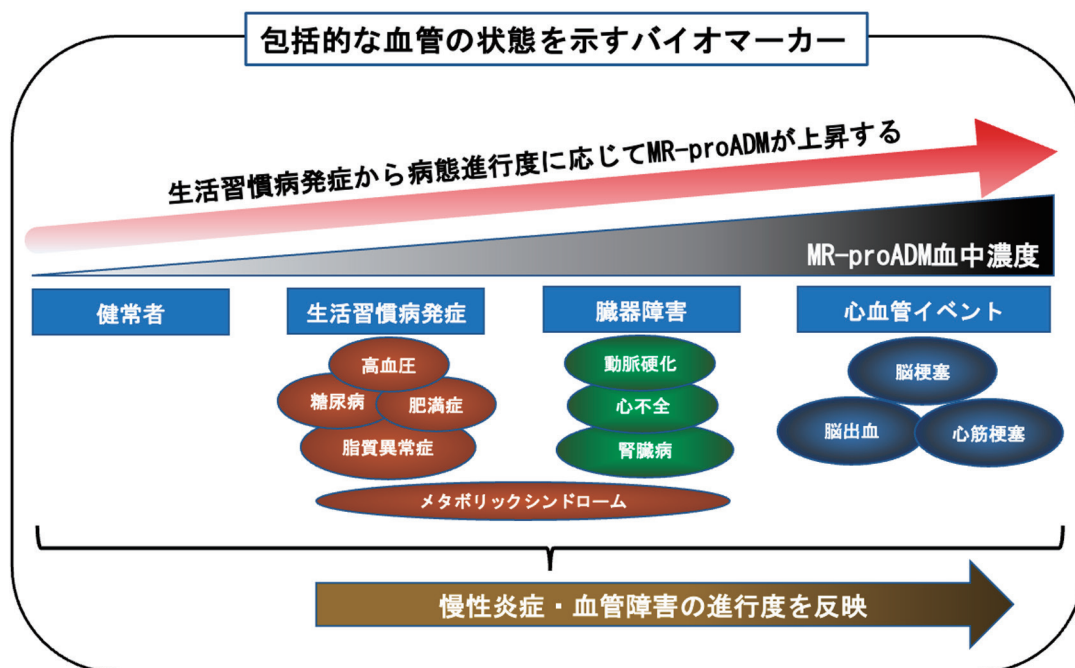 包括的な血管の状態を示すバイオマーカー
生活習慣病発症から病態進行度に応じてMR-proADMが上昇する
MR-proADM血中濃度
健常者
生活習慣病発症
臓器障害
心血管イベント
高血圧
糖尿病
肥満症
脂質異常症
動脈硬化
心不全
腎臓病
脳梗塞
脳出血
心筋梗塞
メタボリックシンドローム
慢性炎症・血管障害の進行度を反映